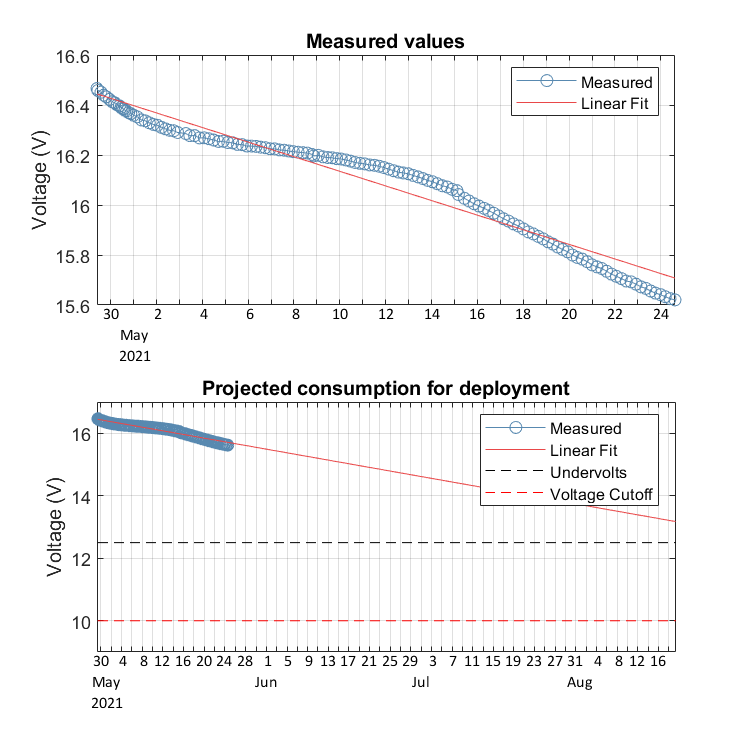 Measured values
16.6
16.4
16.2
16
15.8
15.6
Voltage (V)
Measured
Linear Fit
30 2 4 6 8 10 12 14 16 18 20 22 24
May
2021
Projected consumption for deployment
16
14
12
10
Voltage (V)
Measured
Linear Fit
Undervolts
Voltage Cutoff
30 4 8 12 16 20 24 28 1 5 9 13 17 21 25 29 3 7 11 15 19 23 27 31 4 8 12 16
May Jun Jul Aug
2021